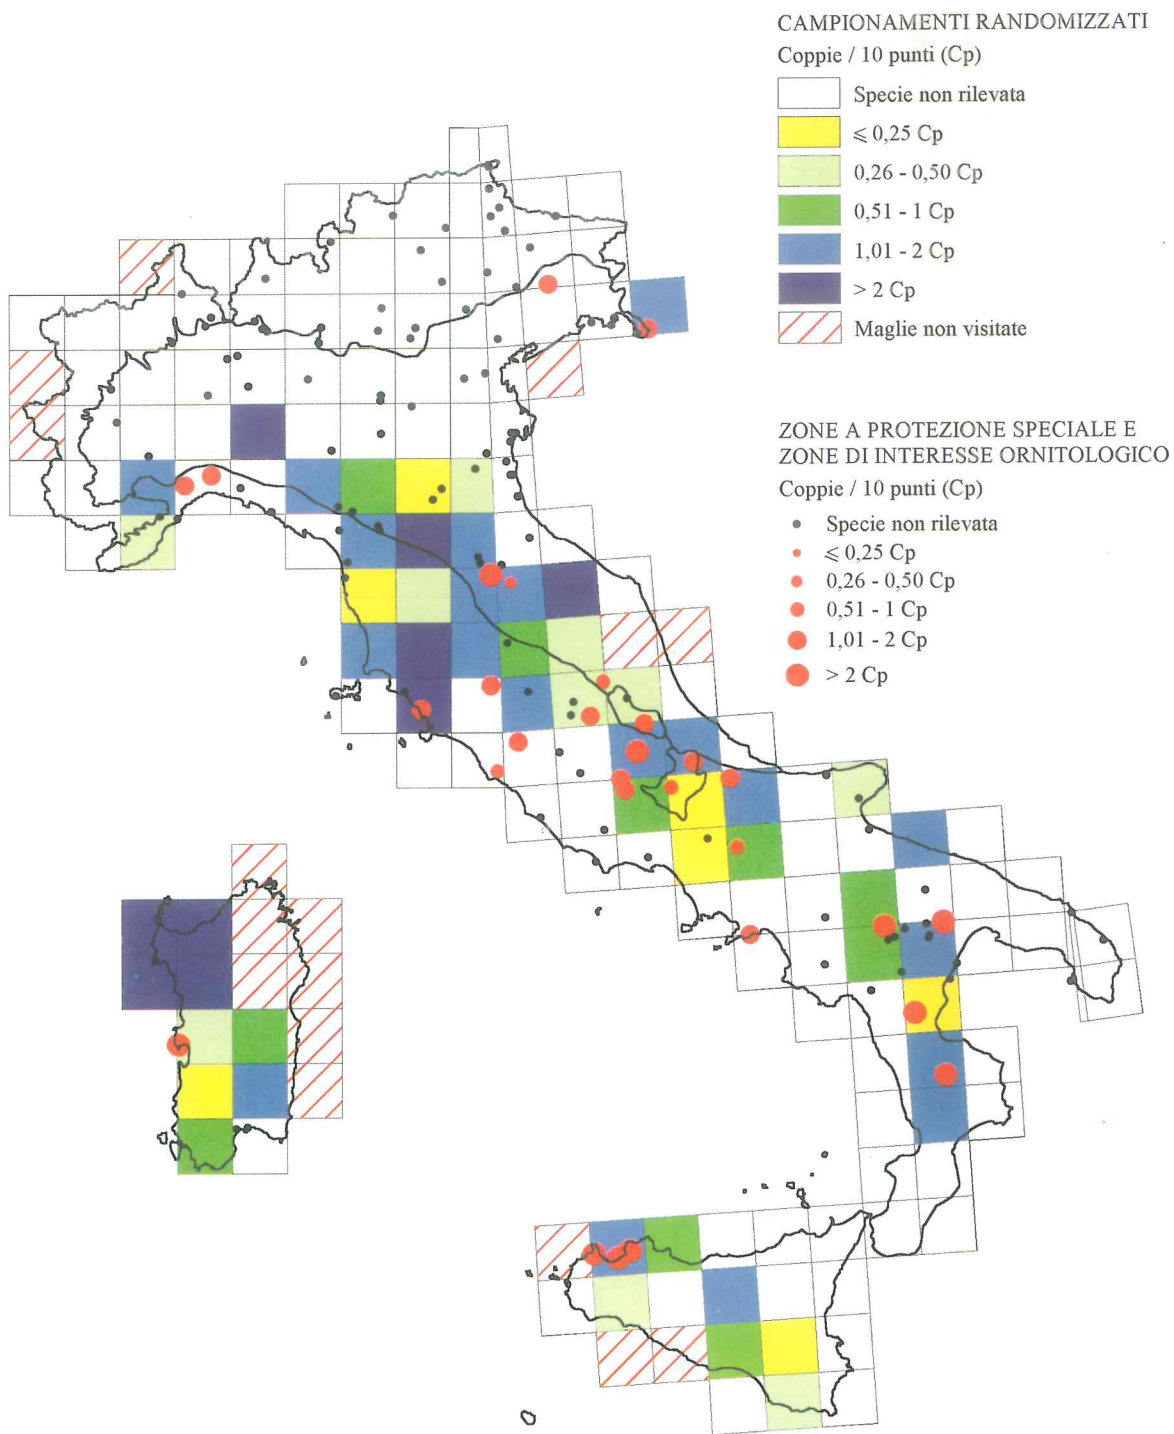 CAMPIONAMENTI RANDOMIZZATI
Coppie / 10 punti (Cp)
Specie non rilevata
⩽ 0,25 Cp
0,26 - 0,50 Cp
0,51 - 1 Cp
1,01 - 2 Cp
> 2 Cp
Maglie non visitate
ZONE A PROTEZIONE SPECIALE E
ZONE DI INTERESSE ORNITOLOGICO
Coppie / 10 punti (Cp)
Specie non rilevata
⩽ 0,25 Cp
0,26 - 0,50 Cp
0,51 - 1 Cp
1,01 - 2 Cp
> 2 Cp